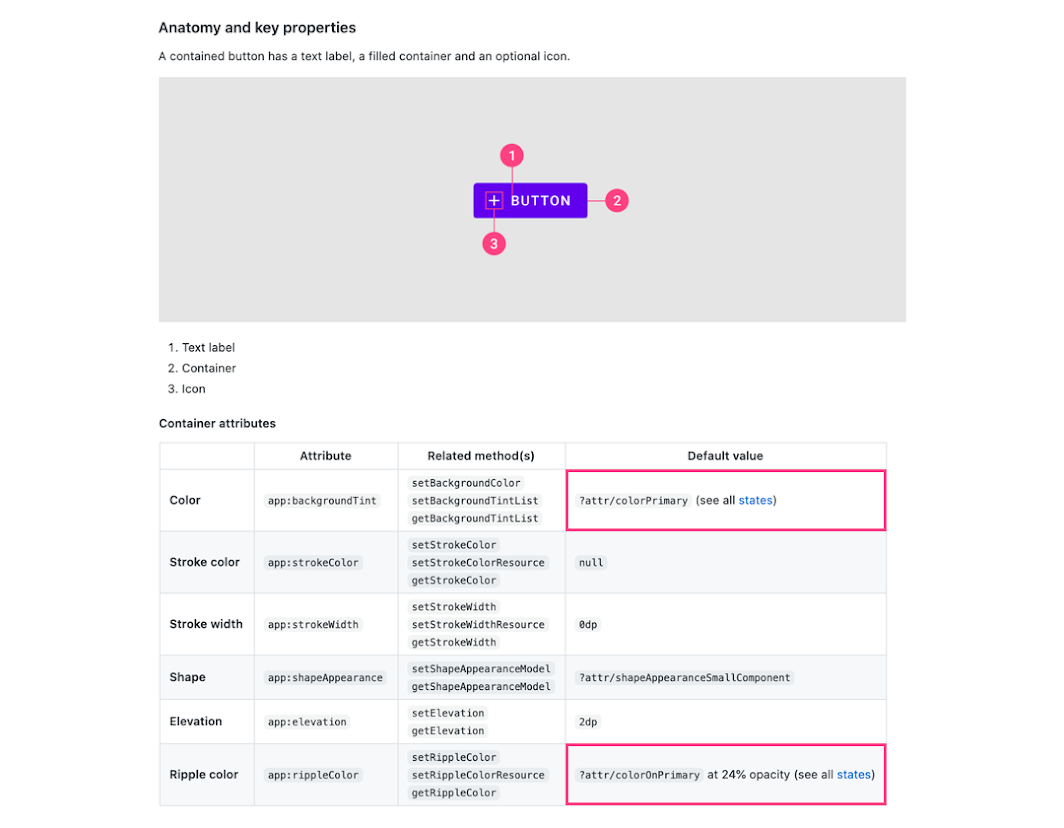 Anatomy and key properties
A contained button has a text label, a filled container and an optional icon.
1
BUTTON
2
3
1. Text label
2. Container
3. Icon
Container attributes
Attribute Related method(s) Default value
Color app:backgroundTint setBackgroundColor setBackgroundTintList getBackgroundTintList ?attr/colorPrimary (see all states)
Stroke color app:strokeColor setStrokeColor setStrokeColorResource getStrokeColor null
Stroke width app:strokeWidth setStrokeWidth setStrokeWidthResource getStrokeWidth 0dp
Shape app:shapeAppearance setShapeAppearanceModel getShapeAppearanceModel ?attr/shapeAppearanceSmallComponent
Elevation app:elevation setElevation getElevation 2dp
Ripple color app:rippleColor setRippleColor setRippleColorResource getRippleColor ?attr/colorOnPrimary at 24% opacity (see all states)